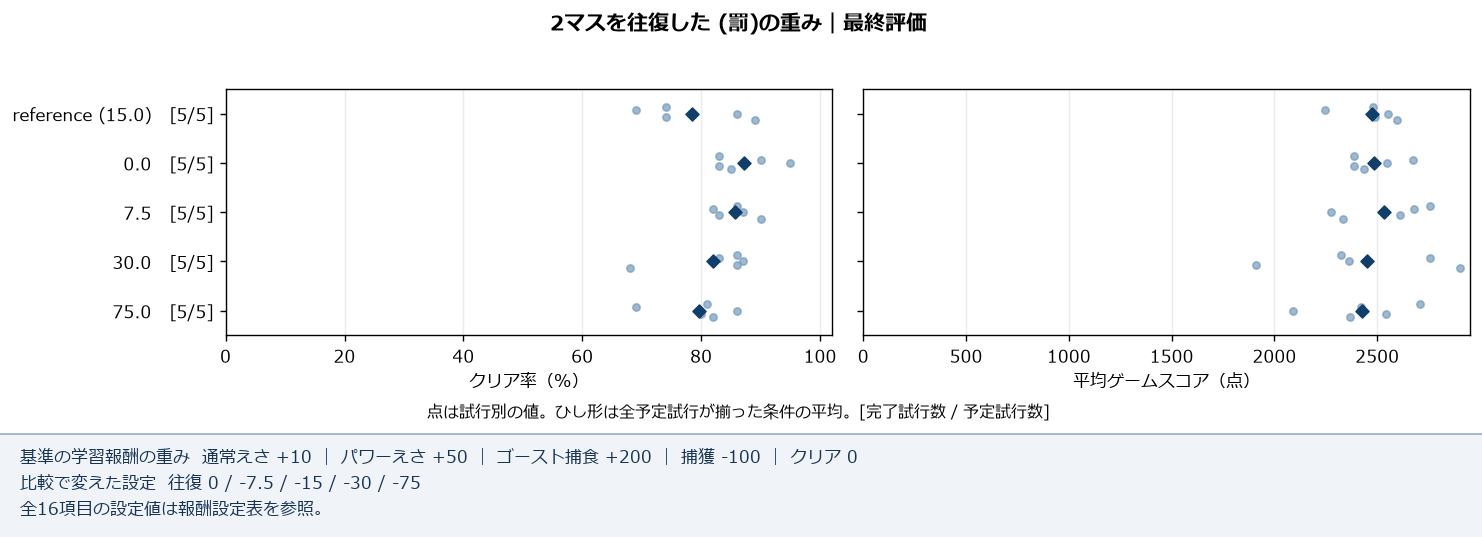 2マスを往復した (罰)の重み｜最終評価
reference (15.0) [5/5]
0.0 [5/5]
7.5 [5/5]
30.0 [5/5]
75.0 [5/5]
0 20 40 60 80 100
クリア率（%）
0 500 1000 1500 2000 2500
平均ゲームスコア（点）
点は試行別の値。ひし形は全予定試行が揃った条件の平均。[完了試行数 / 予定試行数]
基準の学習報酬の重み 通常えさ +10 ｜ パワーえさ +50 ｜ ゴースト捕食 +200 ｜ 捕獲 -100 ｜ クリア 0
比較で変えた設定 往復 0 / -7.5 / -15 / -30 / -75
全16項目の設定値は報酬設定表を参照。